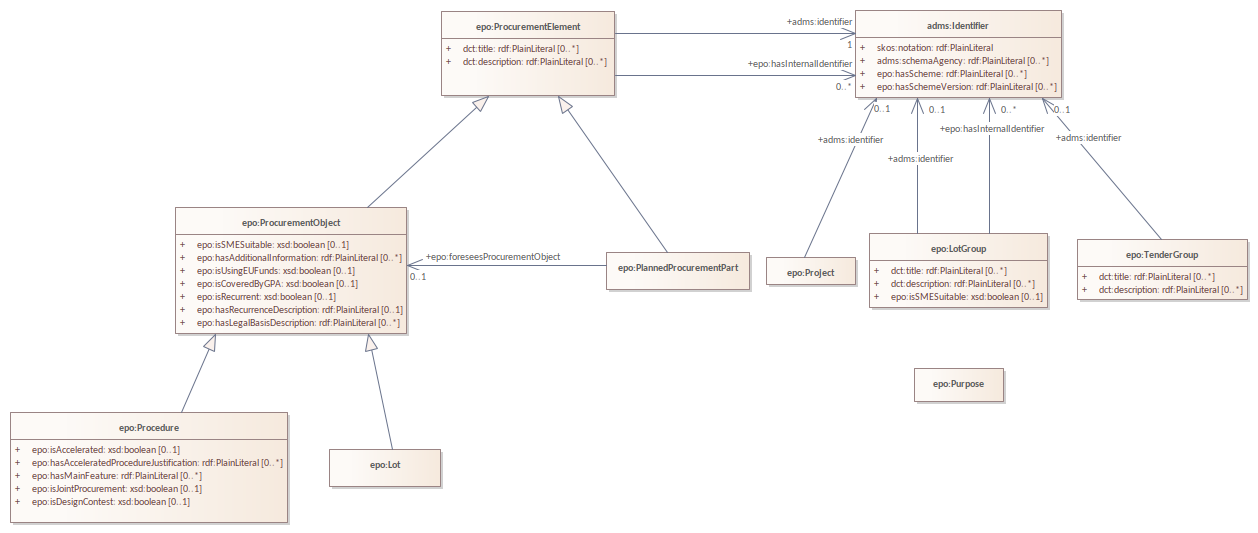 epo:ProcurementElement
+ dct:title: rdf:PlainLiteral [0..*]
+ dct:description: rdf:PlainLiteral [0..*]
+adms:identifier
1
+epo:hasInternalIdentifier
0..*
adms:Identifier
+ skos:notation: rdf:PlainLiteral
+ adms:schemaAgency: rdf:PlainLiteral [0..*]
+ epo:hasScheme: rdf:PlainLiteral [0..*]
+ epo:hasSchemeVersion: rdf:PlainLiteral [0..*]
0..1
0..1
0..*
0..1
+adms:identifier
+adms:identifier
+epo:hasInternalIdentifier
+adms:identifier
epo:ProcurementObject
+ epo:isSMESuitable: xsd:boolean [0..1]
+ epo:hasAdditionalInformation: rdf:PlainLiteral [0..*]
+ epo:isUsingEUFunds: xsd:boolean [0..1]
+ epo:isCoveredByGPA: xsd:boolean [0..1]
+ epo:isRecurrent: xsd:boolean [0..1]
+ epo:hasRecurrenceDescription: rdf:PlainLiteral [0..1]
+ epo:hasLegalBasisDescription: rdf:PlainLiteral [0..*]
+epo:foreseesProcurementObject
0..1
epo:PlannedProcurementPart
epo:Project
epo:LotGroup
+ dct:title: rdf:PlainLiteral [0..*]
+ dct:description: rdf:PlainLiteral [0..*]
+ epo:isSMESuitable: xsd:boolean [0..1]
epo:TenderGroup
+ dct:title: rdf:PlainLiteral [0..*]
+ dct:description: rdf:PlainLiteral [0..*]
epo:Purpose
epo:Procedure
+ epo:isAccelerated: xsd:boolean [0..1]
+ epo:hasAcceleratedProcedureJustification: rdf:PlainLiteral [0..*]
+ epo:hasMainFeature: rdf:PlainLiteral [0..*]
+ epo:isJointProcurement: xsd:boolean [0..1]
+ epo:isDesignContest: xsd:boolean [0..1]
epo:Lot